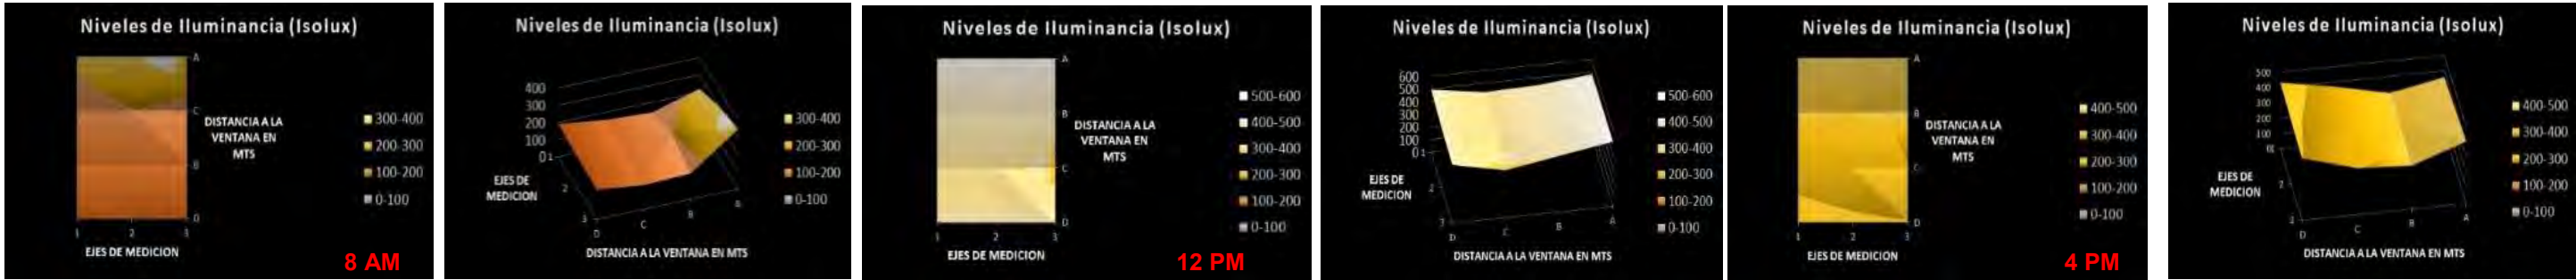 Niveles de Iluminancia (Isolux)
A
C
B
D
1 2 3
DISTANCIA A LA
VENTANA EN
MTS
EJES DE MEDICION
300-400
200-300
100-200
0-100
8 AM
Niveles de Iluminancia (Isolux)
400
300
200
100
0
1
2
3
EJES DE
MEDICION
D C B B
DISTANCIA A LA VENTANA EN MTS
300-400
200-300
100-200
0-100
Niveles de Iluminancia (Isolux)
A
B
C
D
1 2 3
DISTANCIA A LA
VENTANA EN
MTS
EJES DE MEDICION
500-600
400-500
300-400
200-300
100-200
0-100
12 PM
Niveles de Iluminancia (Isolux)
600
500
400
300
200
100
0
1
2
3
EJES DE
MEDICION
D C B A
DISTANCIA A LA VENTANA EN MTS
500-600
400-500
300-400
200-300
100-200
0-100
Niveles de Iluminancia (Isolux)
A
B
C
D
1 2 3
DISTANCIA A LA
VENTANA EN
MTS
EJES DE MEDICION
400-500
300-400
200-300
100-200
0-100
4 PM
Niveles de Iluminancia (Isolux)
500
400
300
200
100
EJES DE
MEDICION
D C B A
DISTANCIA A LA VENTANA EN MTS
400-500
300-400
200-300
100-200
0-100